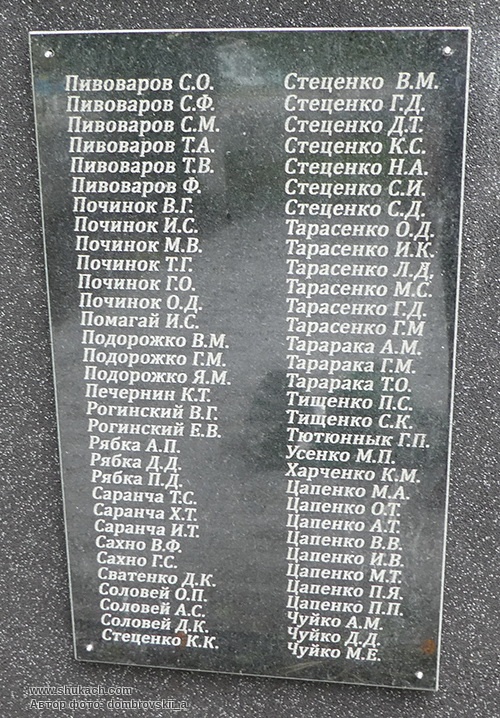 Пивоваров С.О.
Пивоваров С.Ф.
Пивоваров С.М.
Пивоваров Т.А.
Пивоваров Т.В.
Пивоваров Ф.
Починок В.Г.
Починок И.С.
Починок М.В.
Починок Т.Г.
Починок Г.О.
Починок О.Д.
Помагай И.С.
Подорожко В.М.
Подорожко Г.М.
Подорожко Я.М.
Печернин К.Т.
Рогинский В.Г.
Рогинский Е.В.
Рябка А.П.
Рябка Д.Д.
Рябка П.Д.
Саранча Т.С.
Саранча Х.Т.
Саранча И.Т.
Сахно В.Ф.
Сахно Г.С.
Сватенко Д.К.
Соловей О.П.
Соловей А.С.
Соловей Д.К.
Стеценко К.К.
Стеценко В.М.
Стеценко Г.Д.
Стеценко Д.Т.
Стеценко К.С.
Стеценко Н.А.
Стеценко С.И.
Стеценко С.Д.
Тарасенко О.Д.
Тарасенко И.К.
Тарасенко Л.Д.
Тарасенко М.С.
Тарасенко Г.Д.
Тарасенко Г.М
Тарарака А.М.
Тарарака Г.М.
Тарарака Т.О.
Тищенко П.С.
Тищенко С.К.
Тютюннык Г.П.
Усенко М.П.
Харченко К.М.
Цапенко М.А.
Цапенко О.Т.
Цапенко А.Т.
Цапенко В.В.
Цапенко И.В.
Цапенко М.Т.
Цапенко П.Я.
Цапенко П.П.
Чуйко А.М.
Чуйко Д.Д.
Чуйко М.Е.
www.shukach.com
Автор фото: dombrovskii_a